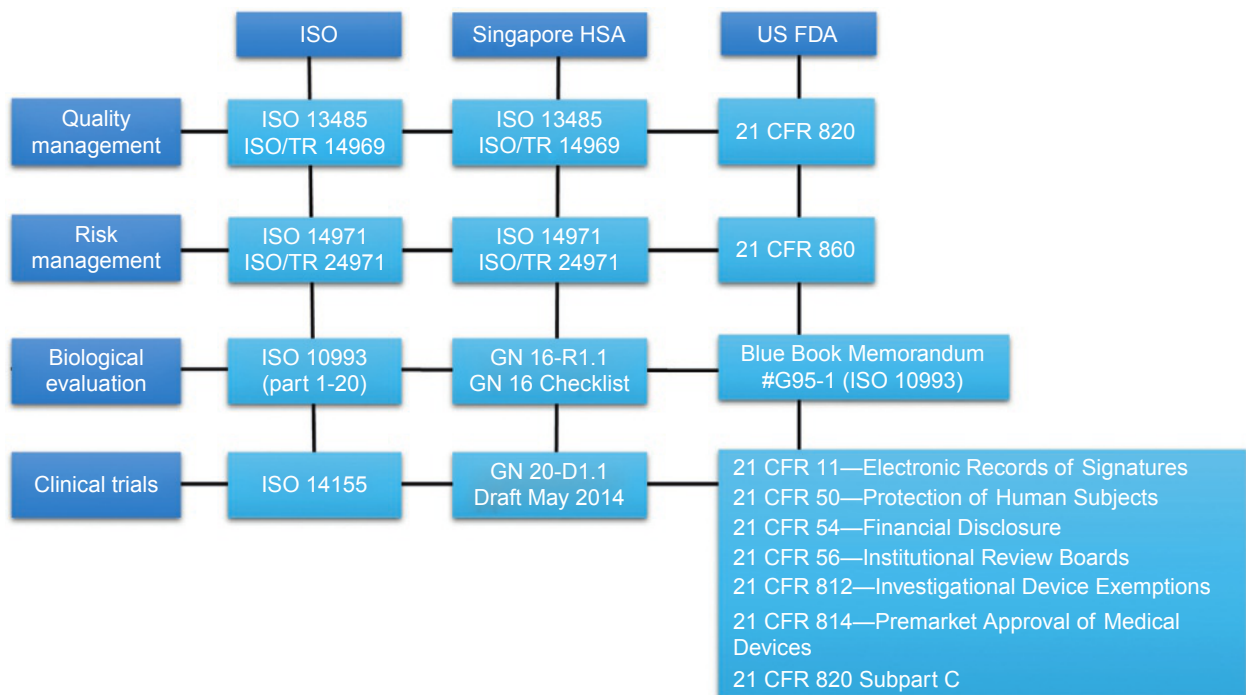 ISO
Singapore HSA
US FDA
Quality
management
ISO 13485
ISO/TR 14969
ISO 13485
ISO/TR 14969
21 CFR 820
Risk
management
ISO 14971
ISO/TR 24971
ISO 14971
ISO/TR 24971
21 CFR 860
Biological
evaluation
ISO 10993
(part 1-20)
GN 16-R1.1
GN 16 Checklist
Blue Book Memorandum
#G95-1 (ISO 10993)
Clinical trials
ISO 14155
GN 20-D1.1
Draft May 2014
21 CFR 11—Electronic Records of Signatures
21 CFR 50—Protection of Human Subjects
21 CFR 54—Financial Disclosure
21 CFR 56—Institutional Review Boards
21 CFR 812—Investigational Device Exemptions
21 CFR 814—Premarket Approval of Medical
Devices
21 CFR 820 Subpart C